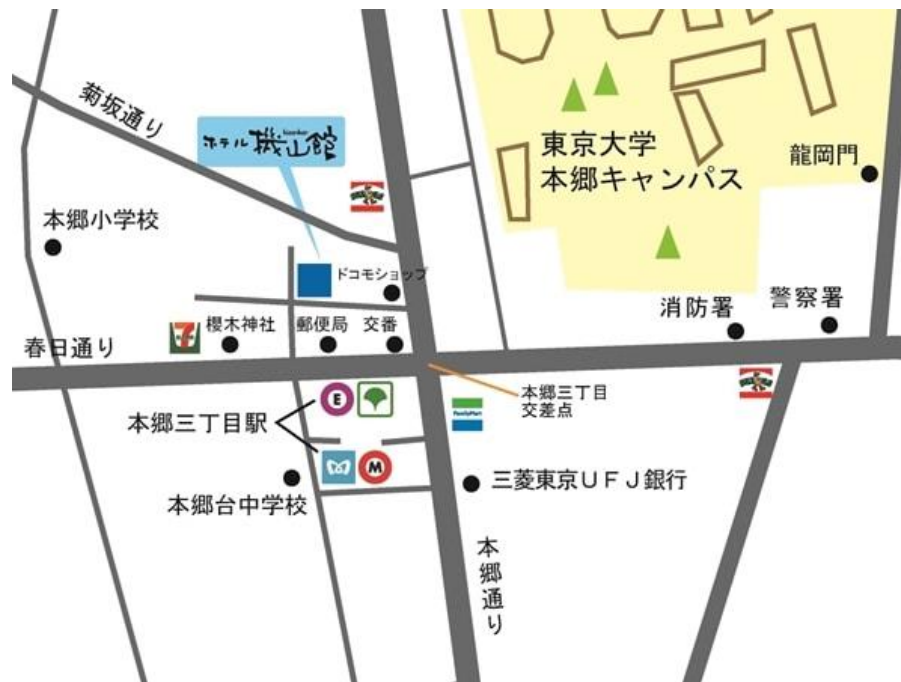 菊坂通り
ホテル機山館
kizankan
東京大学
本郷キャンパス
龍岡門
本郷小学校
ドコモショップ
消防署
警察署
7
櫻木神社
郵便局
交番
春日通り
本郷三丁目
交差点
E
FamilyMart
本郷三丁目駅
M
三菱東京UFJ銀行
本郷台中学校
本郷通り